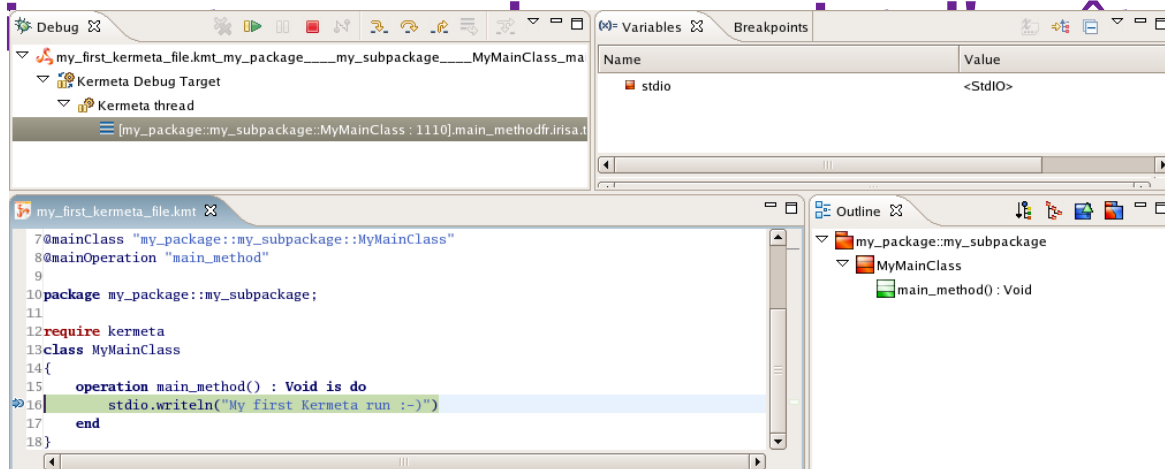 Debug
my_first_kermeta_file.kmt_my_package____my_subpackage____MyMainClass_ma
Kermeta Debug Target
Kermeta thread
[my_package::my_subpackage::MyMainClass : 1110].main_methodfr.irisa.t
(x)= Variables
Breakpoints
Name Value
stdio <StdIO>
my_first_kermeta_file.kmt
7@mainClass "my_package::my_subpackage::MyMainClass"
8@mainOperation "main_method"
9
10package my_package::my_subpackage;
11
12require kermeta
13class MyMainClass
14{
15 operation main_method() : Void is do
16 stdio.writeln("My first Kermeta run :-)")
17 end
18}
Outline
my_package::my_subpackage
MyMainClass
main_method() : Void